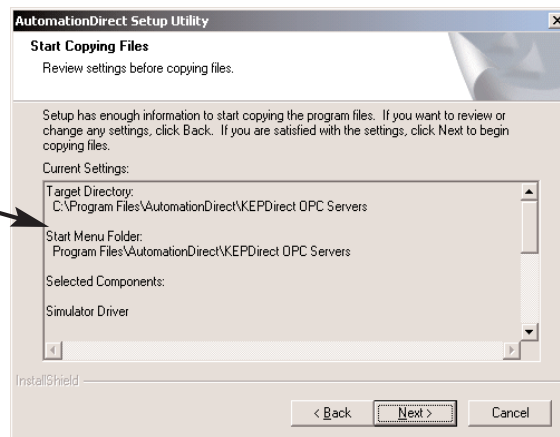 AutomationDirect Setup Utility
Start Copying Files
Review settings before copying files.
Setup has enough information to start copying the program files. If you want to review or
change any settings, click Back. If you are satisfied with the settings, click Next to begin
copying files.
Current Settings:
Target Directory:
C:\Program Files\AutomationDirect\KEPDirect OPC Servers
Start Menu Folder:
Program Files\AutomationDirect\KEPDirect OPC Servers
Selected Components:
Simulator Driver
InstallShield
< Back Next > Cancel